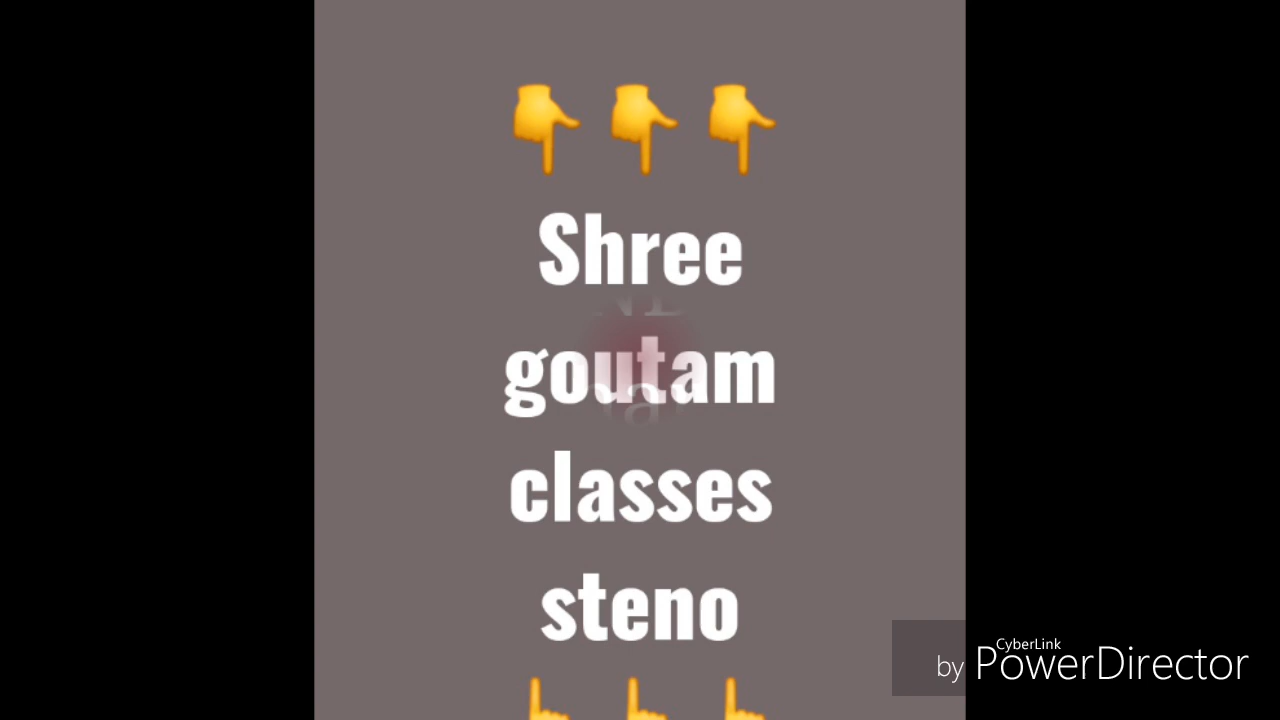 👇👇👇
Shree
goutam
classes
steno
CyberLink
by PowerDirector